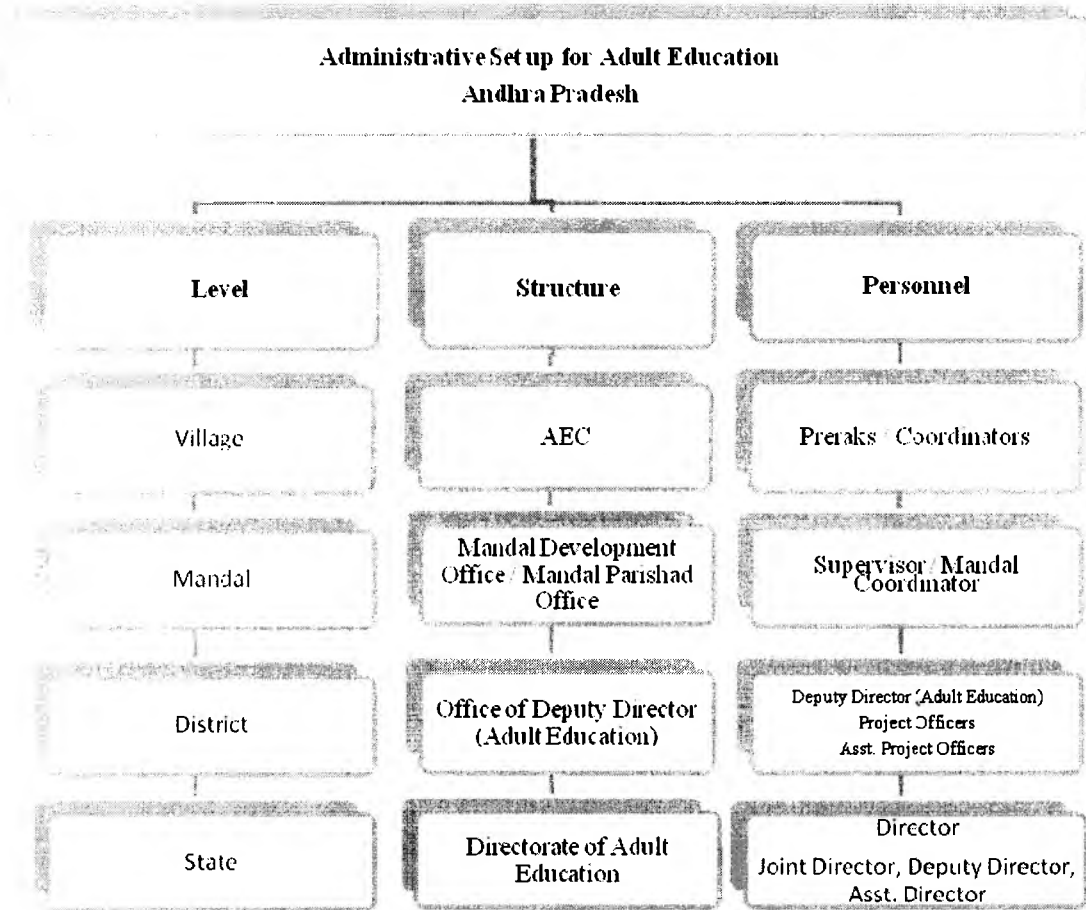 Administrative Set up for Adult Education
Andhra Pradesh
Level
Structure
Personnel
Village
AEC
Preraks / Coordinators
Mandal
Mandal Development
Office / Mandal Parishad
Office
Supervisor / Mandal
Coordinator
District
Office of Deputy Director
(Adult Education)
Deputy Director (Adult Education)
Project Officers
Asst. Project Officers
State
Directorate of Adult
Education
Director
Joint Director, Deputy Director,
Asst. Director